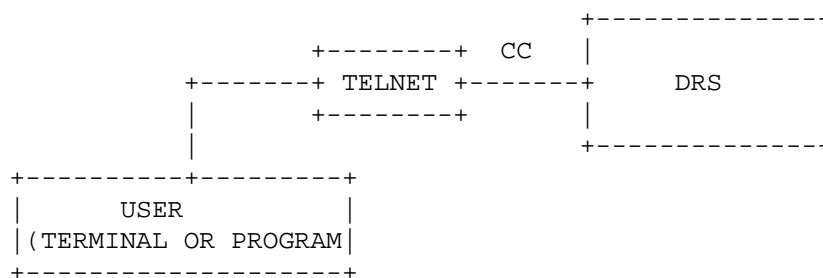 CC
TELNET DRS
USER
(TERMINAL OR PROGRAM